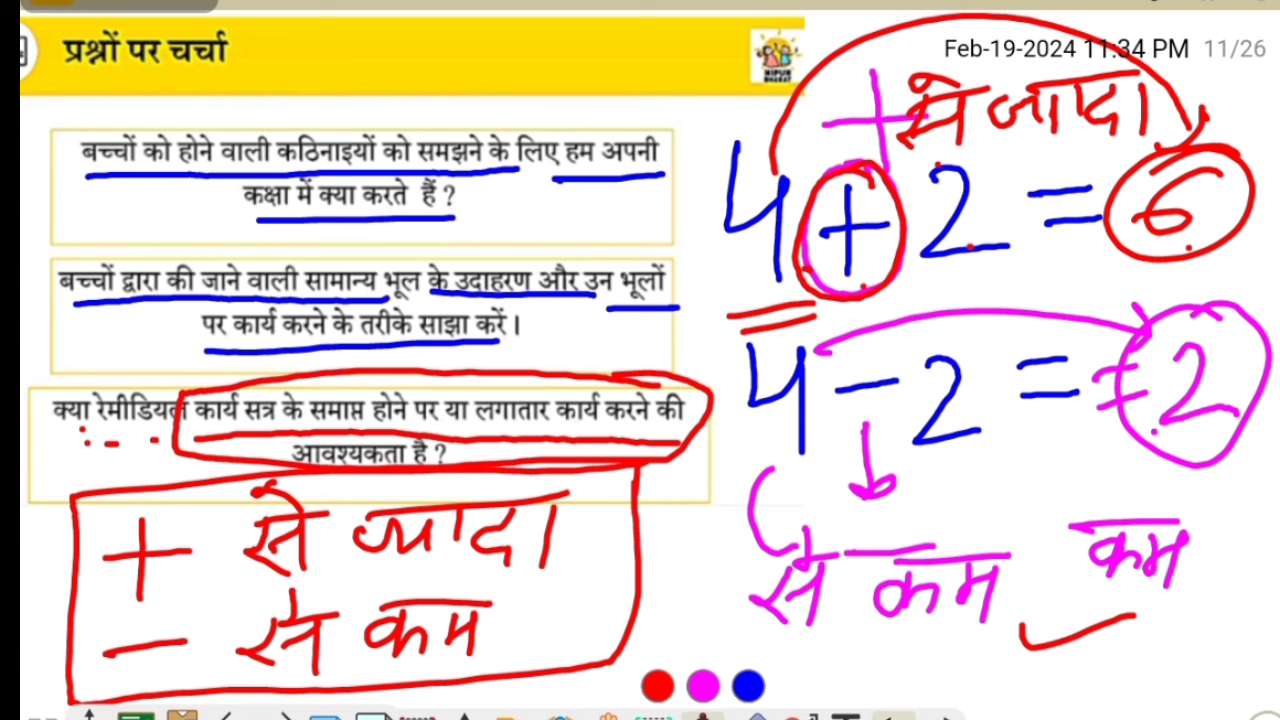 प्रश्नों पर चर्चा
NIPUN BHARAT
Feb-19-2024 11:34 PM 11/26
बच्चों को होने वाली कठिनाइयों को समझने के लिए हम अपनी
कक्षा में क्या करते हैं ?
बच्चों द्वारा की जाने वाली सामान्य भूल के उदाहरण और उन भूलों
पर कार्य करने के तरीके साझा करें ।
क्या रेमीडियल कार्य सत्र के समाप्त होने पर या लगातार कार्य करने की
आवश्यकता है ?
+ से ज्यादा
- से कम
+ से जादा
4 + 2 = 6
4 - 2 = 2
से कम कम